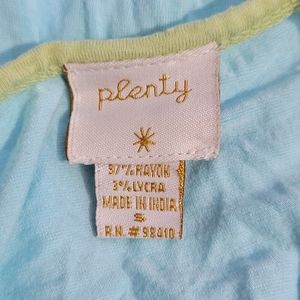 plenty
97% RAYON
3% LYCRA
MADE IN INDIA
S
R.N. # 98410